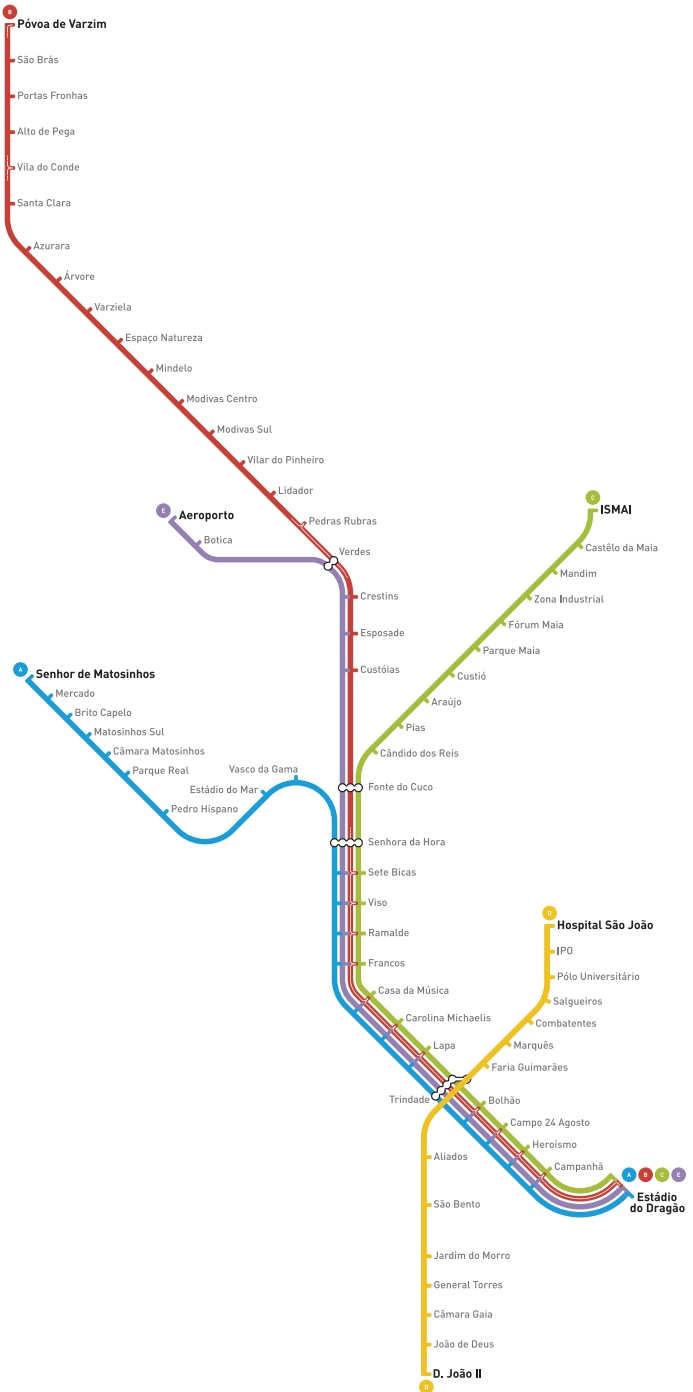 B
Póvoa de Varzim
São Brás
Portas Fronhas
Alto de Pega
Vila do Conde
Santa Clara
Azurara
Árvore
Varziela
Espaço Natureza
Mindelo
Modivas Centro
Modivas Sul
Vilar do Pinheiro
Lidador
Pedras Rubras
Verdes
E
Aeroporto
Botica
Crestins
Esposade
Custóias
C
ISMAI
Castêlo da Maia
Mandim
Zona Industrial
Fórum Maia
Parque Maia
Custió
Araújo
Pias
Cândido dos Reis
A
Senhor de Matosinhos
Mercado
Brito Capelo
Matosinhos Sul
Câmara Matosinhos
Parque Real
Pedro Hispano
Estádio do Mar
Vasco da Gama
Fonte do Cuco
Senhora da Hora
Sete Bicas
Viso
Ramalde
Francos
Casa da Música
Carolina Michaelis
Lapa
Trindade
Bolhão
Campo 24 Agosto
Heroísmo
Campanhã
A B C E
Estádio
do Dragão
D
Hospital São João
IPO
Pólo Universitário
Salgueiros
Combatentes
Marquês
Faria Guimarães
Aliados
São Bento
Jardim do Morro
General Torres
Câmara Gaia
João de Deus
D. João II
D